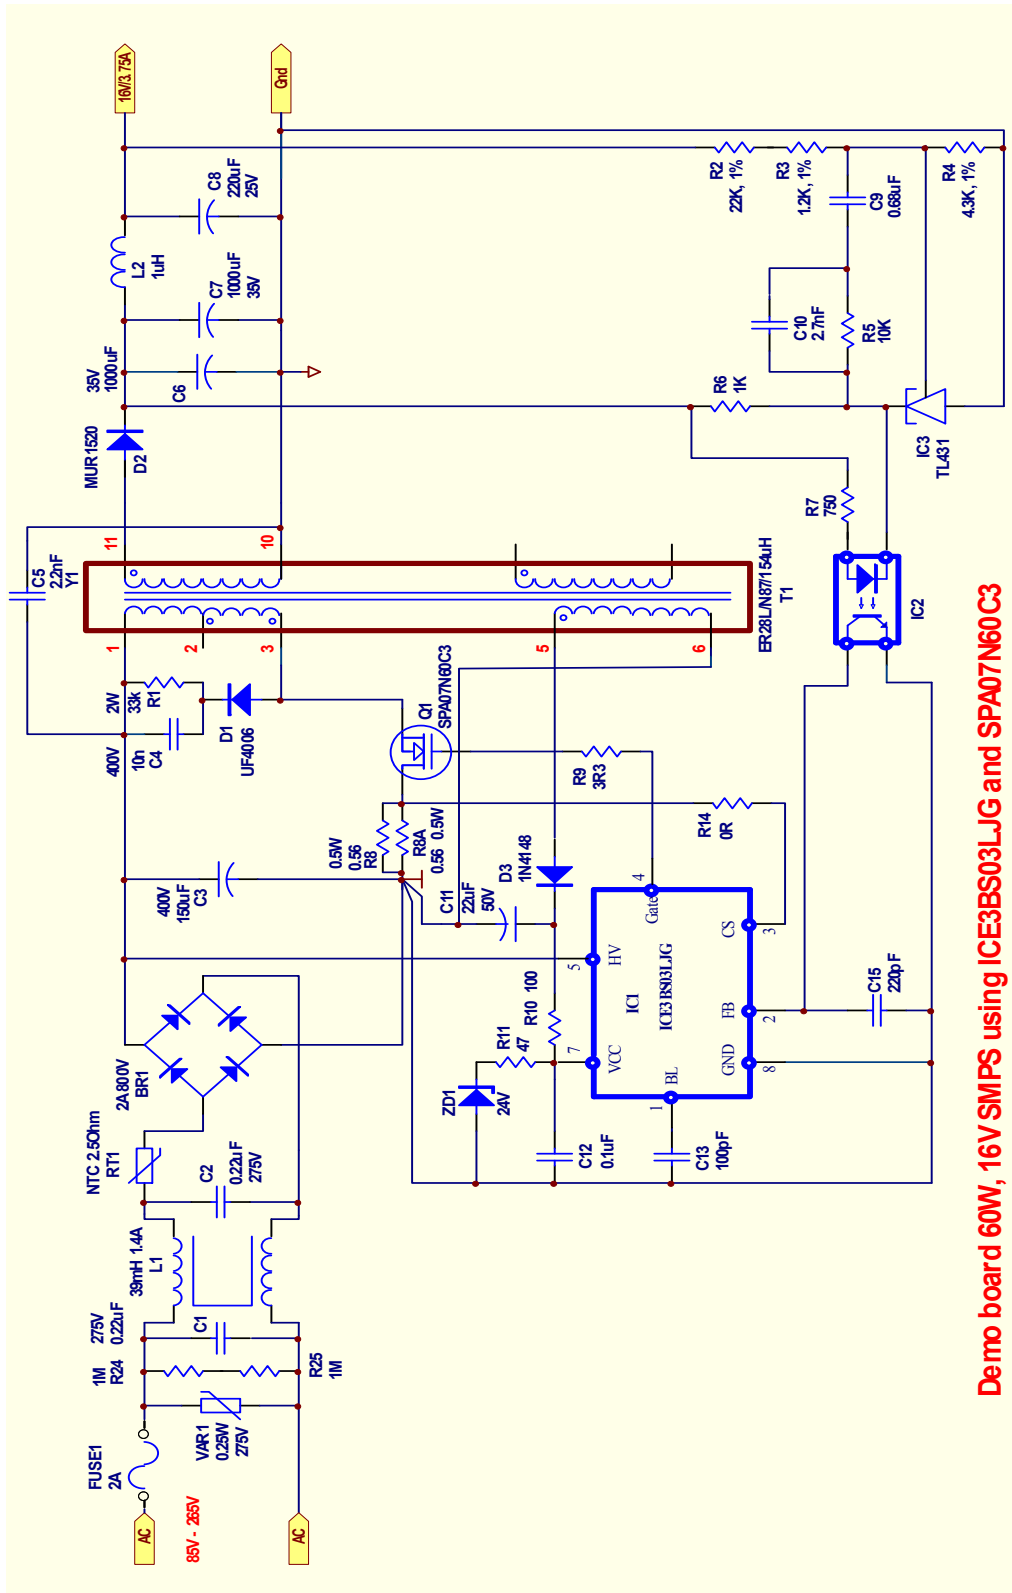 FUSE1
2A
AC
85V - 265V
AC
VAR1
0.25W
275V
1M
R24
R25
1M
275V
0.22uF
C1
39mH 1.4A
L1
C2
0.22uF
275V
NTC 2.5Ohm
RT1
2A 800V
BR1
400V
150uF
C3
400V
10n
C4
2W
33k
R1
D1
UF4006
C5
2.2nF
Y1
1
2
3
5
6
11
10
ER28L/N87/154uH
T1
MUR1520
D2
35V
1000uF
C6
C7
1000uF
35V
L2
1uH
C8
220uF
25V
16V/3.75A
Gnd
Q1
SPA07N60C3
0.5W
0.56
R8
R8A
0.56 0.5W
C11
22uF
50V
D3
1N4148
R9
3R3
R14
0R
ZD1
24V
R11
47
R10 100
C12
0.1uF
C13
100pF
C15
220pF
IC1
ICE3BS03LJG
HV
5
VCC
7
BL
1
Gate
4
CS
3
FB
2
GND
8
IC2
R7
750
R6
1K
IC3
TL431
C10
2.7nF
R5
10K
C9
0.68uF
R2
22K, 1%
R3
1.2K, 1%
R4
4.3K, 1%
Demo board 60W, 16V SMPS using ICE3BS03LJG and SPA07N60C3